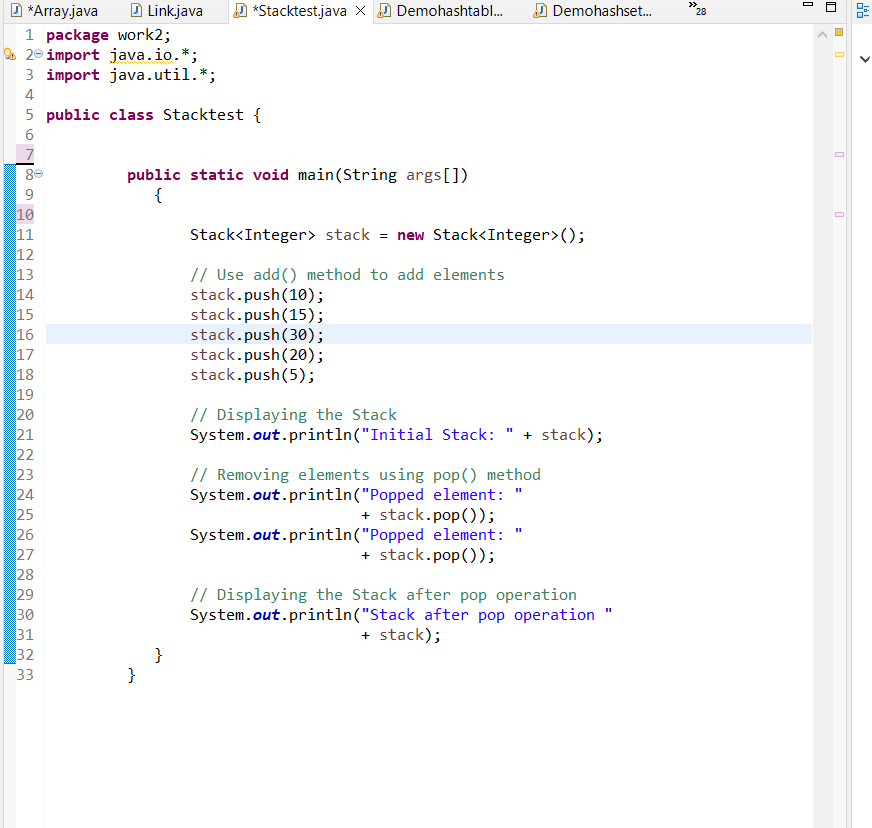 *Array.java Link.java *Stacktest.java Demohashtabl... Demohashset... »28
1 package work2;
2 import java.io.*;
3 import java.util.*;
4
5 public class Stacktest {
6
7
8 public static void main(String args[])
9 {
10
11 Stack<Integer> stack = new Stack<Integer>();
12
13 // Use add() method to add elements
14 stack.push(10);
15 stack.push(15);
16 stack.push(30);
17 stack.push(20);
18 stack.push(5);
19
20 // Displaying the Stack
21 System.out.println("Initial Stack: " + stack);
22
23 // Removing elements using pop() method
24 System.out.println("Popped element: "
25 + stack.pop());
26 System.out.println("Popped element: "
27 + stack.pop());
28
29 // Displaying the Stack after pop operation
30 System.out.println("Stack after pop operation "
31 + stack);
32 }
33 }